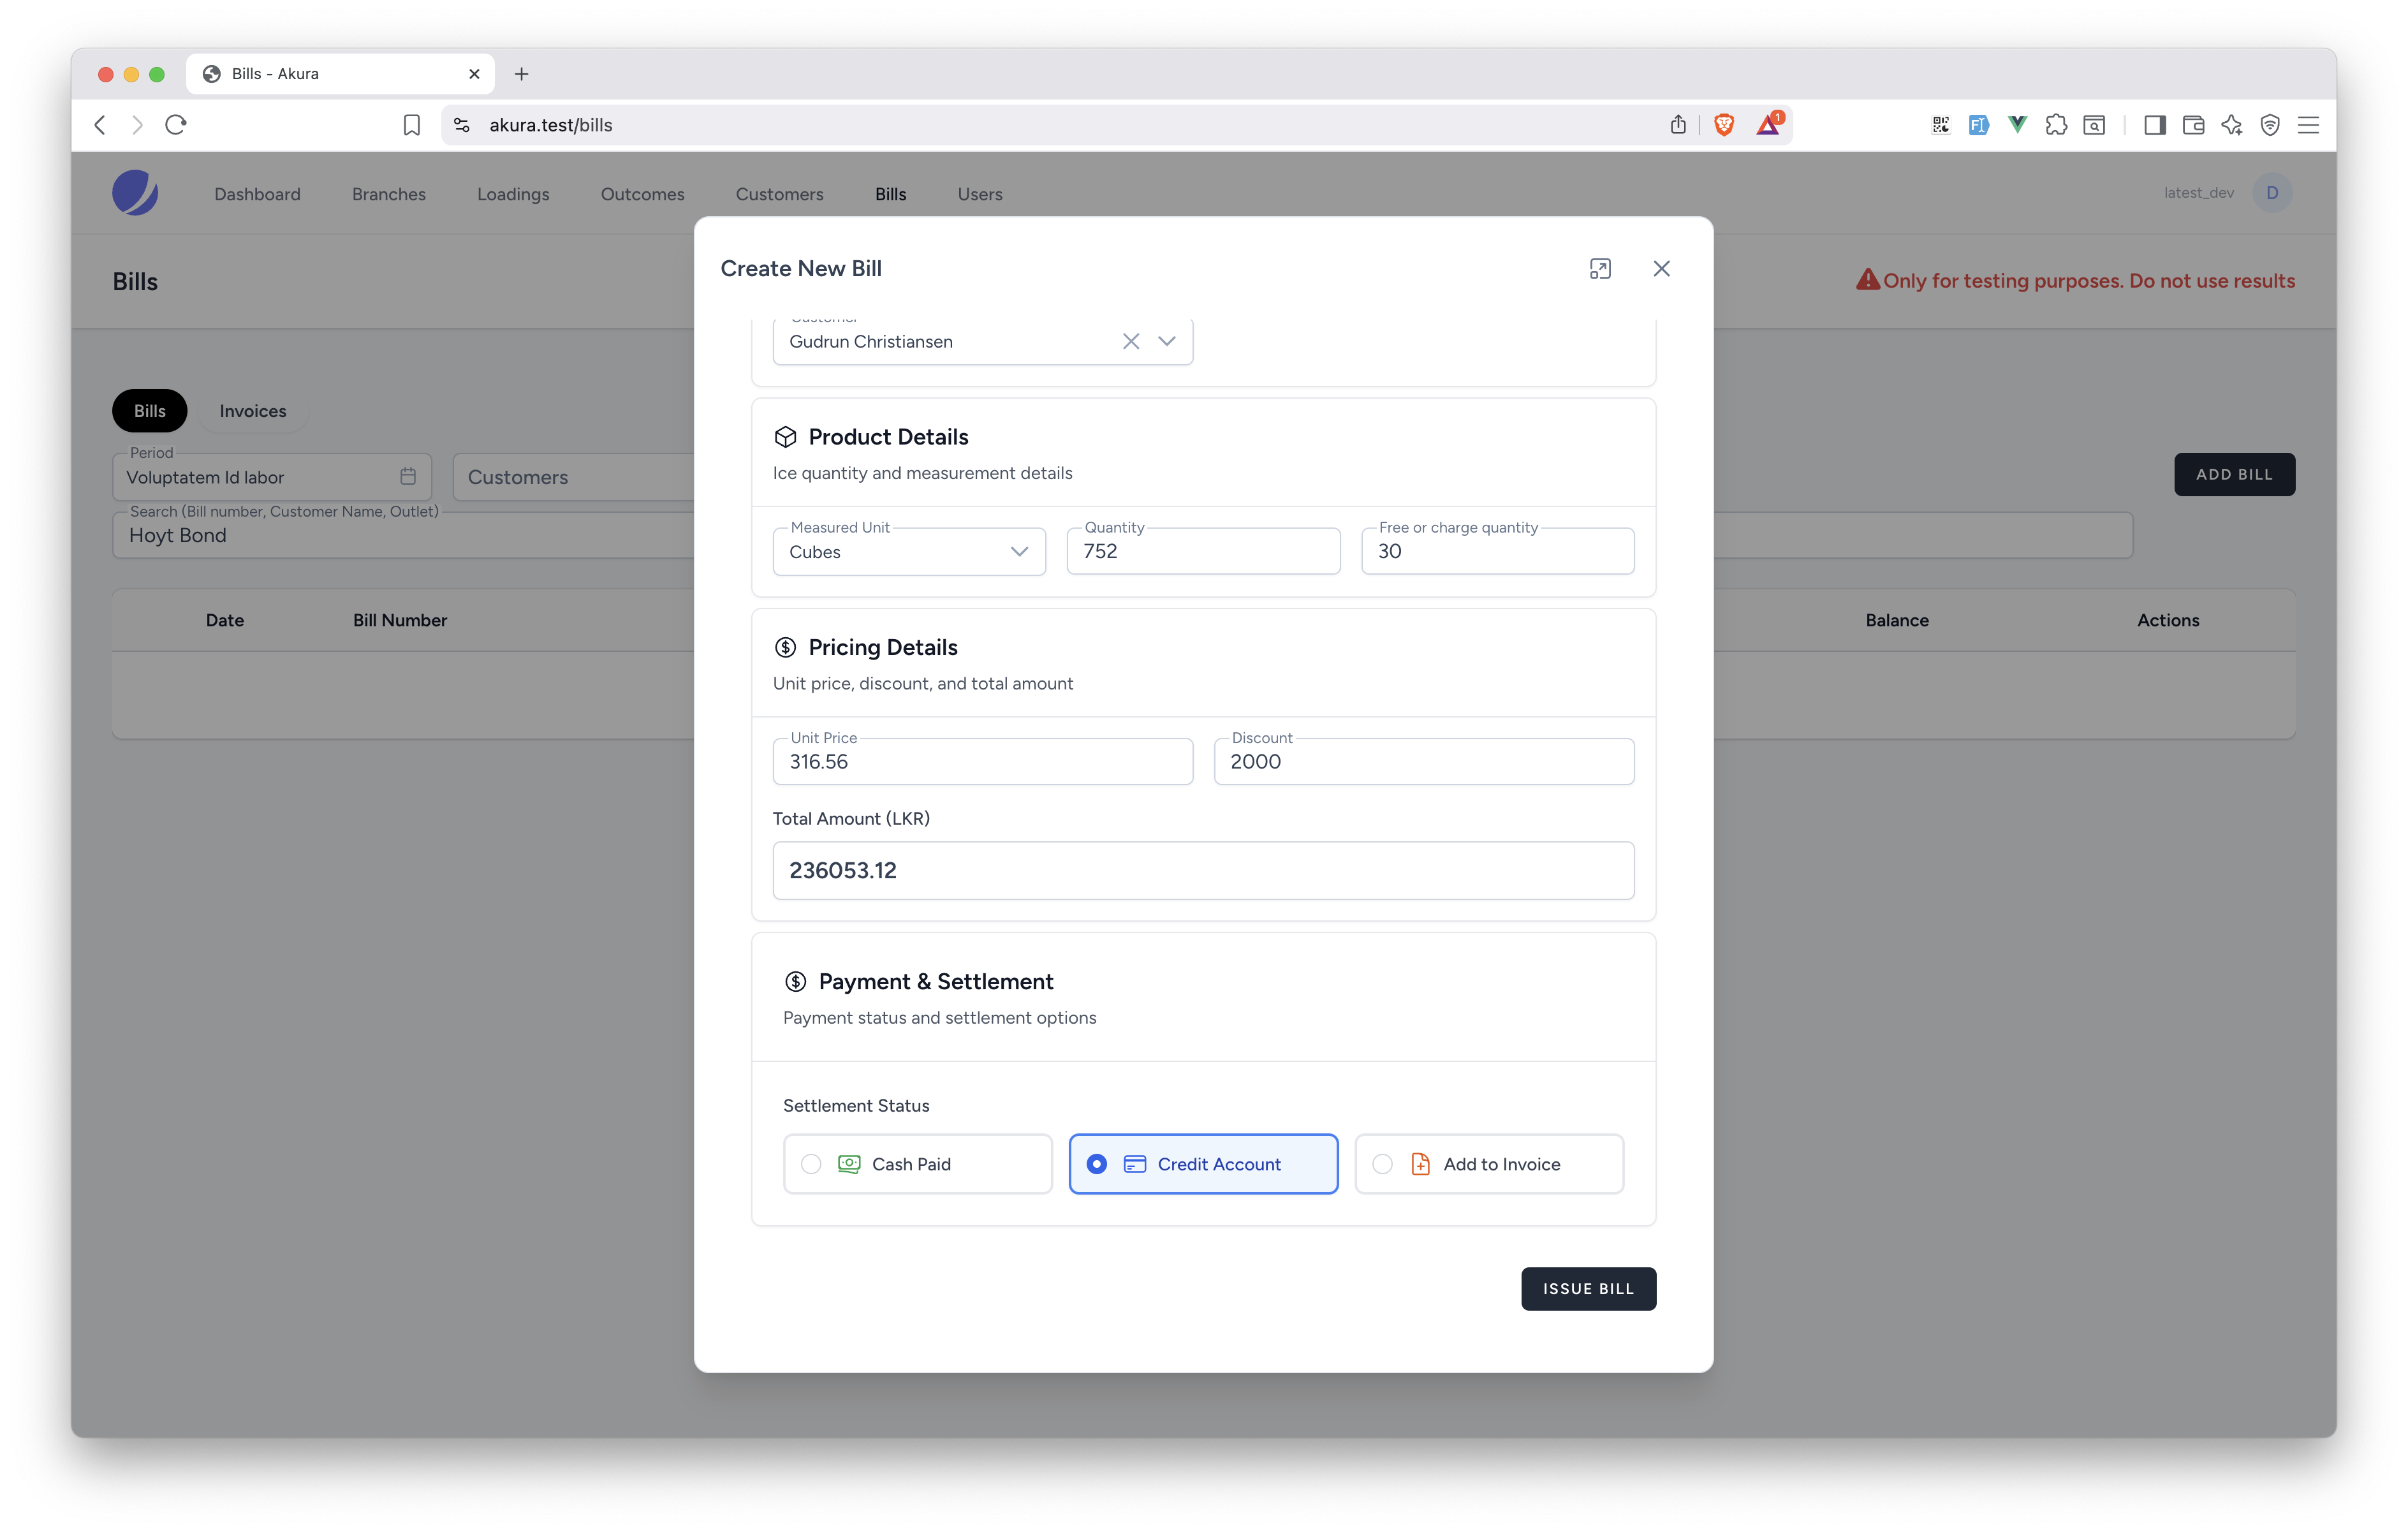 Bills - Akura
akura.test/bills
1
Dashboard Branches Loadings Outcomes Customers Bills Users
latest_dev D
Bills
Only for testing purposes. Do not use results
Bills Invoices
Period
Voluptatem Id labor
Customers
ADD BILL
Search (Bill number, Customer Name, Outlet)
Hoyt Bond
Date Bill Number Balance Actions
Create New Bill
Customer
Gudrun Christiansen
Product Details
Ice quantity and measurement details
Measured Unit Quantity Free or charge quantity
Cubes 752 30
Pricing Details
Unit price, discount, and total amount
Unit Price Discount
316.56 2000
Total Amount (LKR)
236053.12
Payment & Settlement
Payment status and settlement options
Settlement Status
Cash Paid Credit Account Add to Invoice
ISSUE BILL